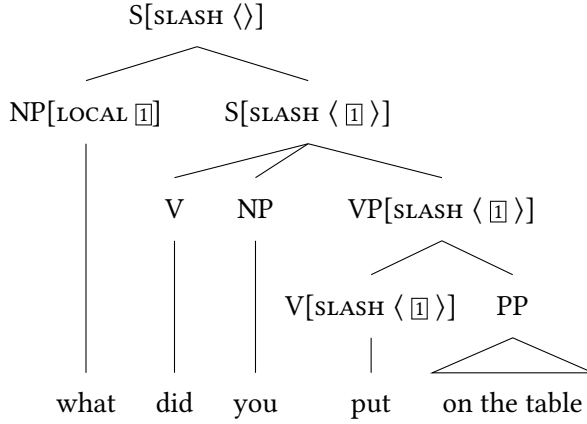 S[SLASH ⟨⟩]
NP[LOCAL 1] S[SLASH ⟨ 1 ⟩]
V NP VP[SLASH ⟨ 1 ⟩]
V[SLASH ⟨ 1 ⟩] PP
what did you put on the table